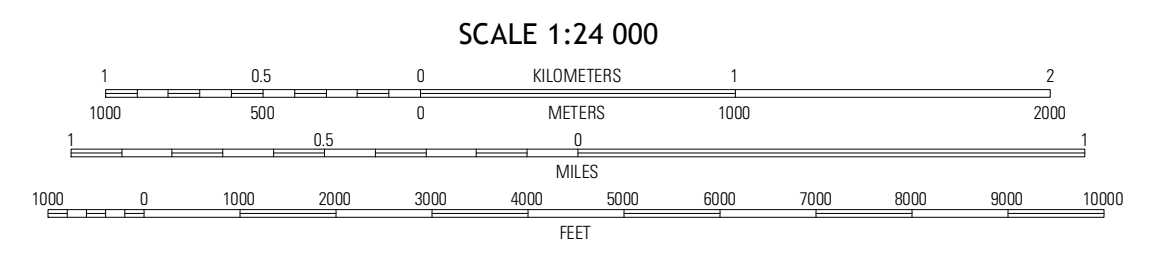 SCALE 1:24 000
1 0.5 0 KILOMETERS 1 2
1000 500 0 METERS 1000 2000
1 0.5 0 1
MILES
1000 0 1000 2000 3000 4000 5000 6000 7000 8000 9000 10000
FEET